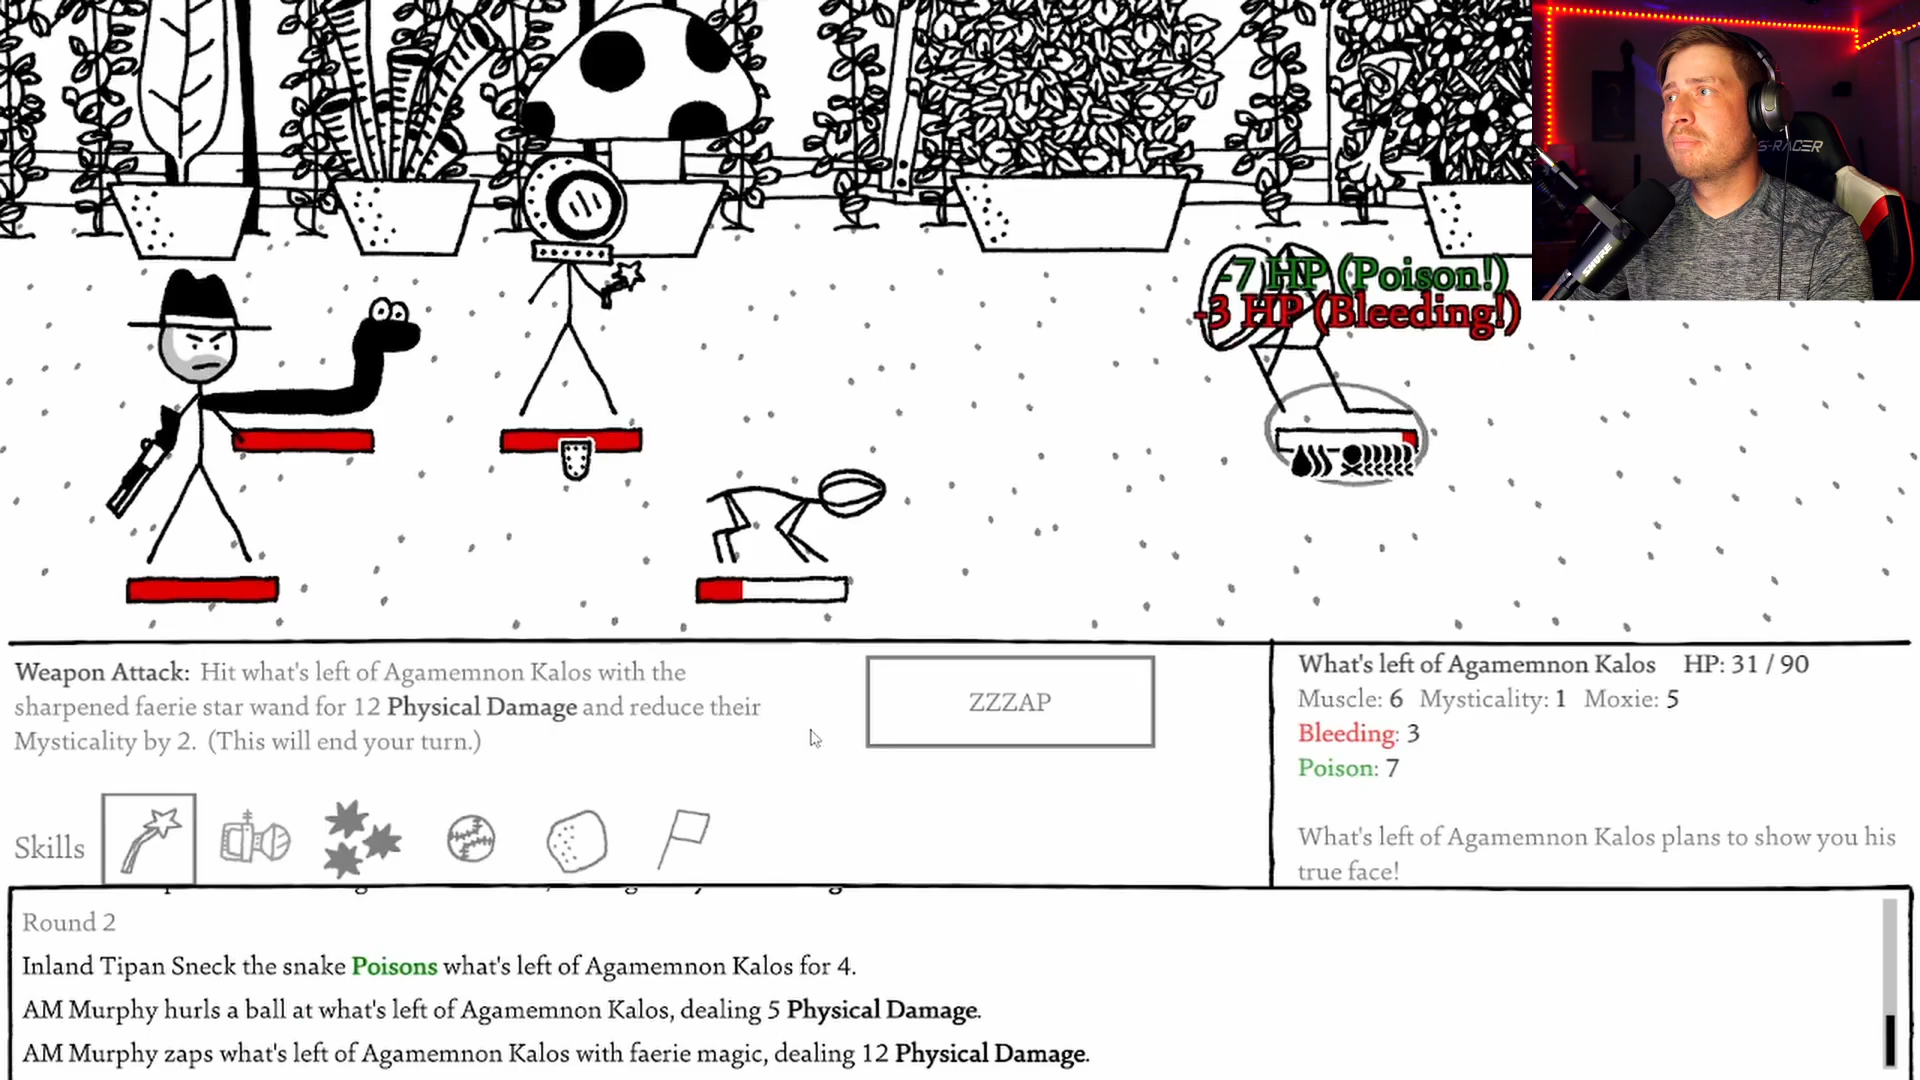 S-RACER
SHURE
-7 HP (Poison!)
-3 HP (Bleeding!)
Weapon Attack: Hit what's left of Agamemnon Kalos with the
sharpened faerie star wand for 12 Physical Damage and reduce their
Mysticality by 2. (This will end your turn.)
ZZZAP
Skills
What's left of Agamemnon Kalos HP: 31 / 90
Muscle: 6 Mysticality: 1 Moxie: 5
Bleeding: 3
Poison: 7
What's left of Agamemnon Kalos plans to show you his
true face!
Round 2
Inland Tipan Sneck the snake Poisons what's left of Agamemnon Kalos for 4.
AM Murphy hurls a ball at what's left of Agamemnon Kalos, dealing 5 Physical Damage.
AM Murphy zaps what's left of Agamemnon Kalos with faerie magic, dealing 12 Physical Damage.